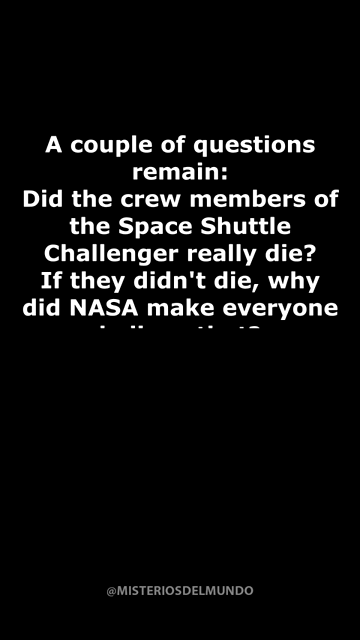 A couple of questions
remain:
Did the crew members of
the Space Shuttle
Challenger really die?
If they didn't die, why
did NASA make everyone
@MISTERIOSDELMUNDO